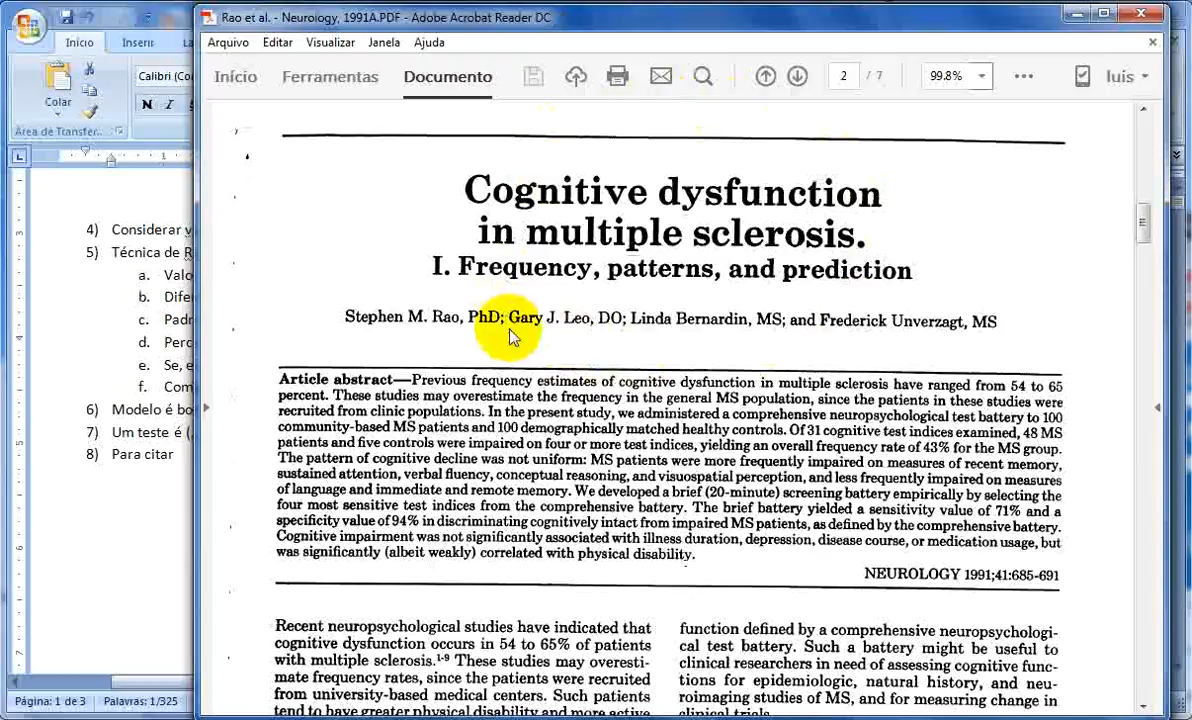 Rao et al. - Neurology, 1991A.PDF - Adobe Acrobat Reader DC
Arquivo Editar Visualizar Janela Ajuda
Início Ferramentas Documento 2 / 7 99.8% luis
Início Inseri
Calibri (Co
Colar
N I
Área de Transfer...
L
1
4) Considerar v
5) Técnica de R
a. Valo
b. Dife
c. Padr
d. Perc
e. Se, e
f. Com
6) Modelo é bo
7) Um teste é (
8) Para citar
Página: 1 de 3 Palavras: 1/325
Cognitive dysfunction
in multiple sclerosis.
I. Frequency, patterns, and prediction
Stephen M. Rao, PhD; Gary J. Leo, DO; Linda Bernardin, MS; and Frederick Unverzagt, MS
Article abstract—Previous frequency estimates of cognitive dysfunction in multiple sclerosis have ranged from 54 to 65
percent. These studies may overestimate the frequency in the general MS population, since the patients in these studies were
recruited from clinic populations. In the present study, we administered a comprehensive neuropsychological test battery to 100
community-based MS patients and 100 demographically matched healthy controls. Of 31 cognitive test indices examined, 48 MS
patients and five controls were impaired on four or more test indices, yielding an overall frequency rate of 43% for the MS group.
The pattern of cognitive decline was not uniform: MS patients were more frequently impaired on measures of recent memory,
sustained attention, verbal fluency, conceptual reasoning, and visuospatial perception, and less frequently impaired on measures
of language and immediate and remote memory. We developed a brief (20-minute) screening battery empirically by selecting the
four most sensitive test indices from the comprehensive battery. The brief battery yielded a sensitivity value of 71% and a
specificity value of 94% in discriminating cognitively intact from impaired MS patients, as defined by the comprehensive battery.
Cognitive impairment was not significantly associated with illness duration, depression, disease course, or medication usage, but
was significantly (albeit weakly) correlated with physical disability.
NEUROLOGY 1991;41:685-691
Recent neuropsychological studies have indicated that
cognitive dysfunction occurs in 54 to 65% of patients
with multiple sclerosis.1-9 These studies may overesti-
mate frequency rates, since the patients were recruited
from university-based medical centers. Such patients
tend to have greater physical disability and more active
function defined by a comprehensive neuropsychologi-
cal test battery. Such a battery might be useful to
clinical researchers in need of assessing cognitive func-
tions for epidemiologic, natural history, and neu-
roimaging studies of MS, and for measuring change in
clinical trials.